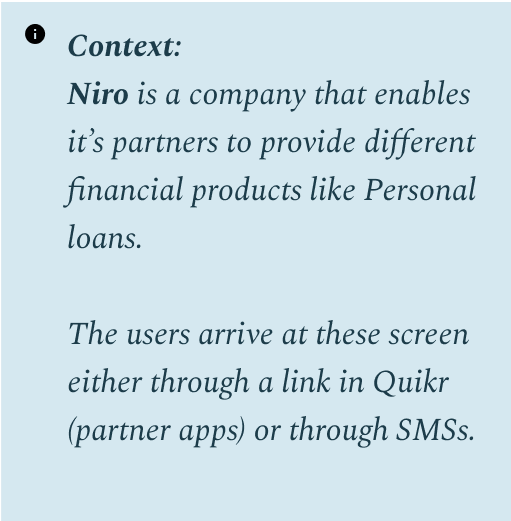 Context:
Niro is a company that enables
it’s partners to provide different
financial products like Personal
loans.
The users arrive at these screen
either through a link in Quikr
(partner apps) or through SMSs.